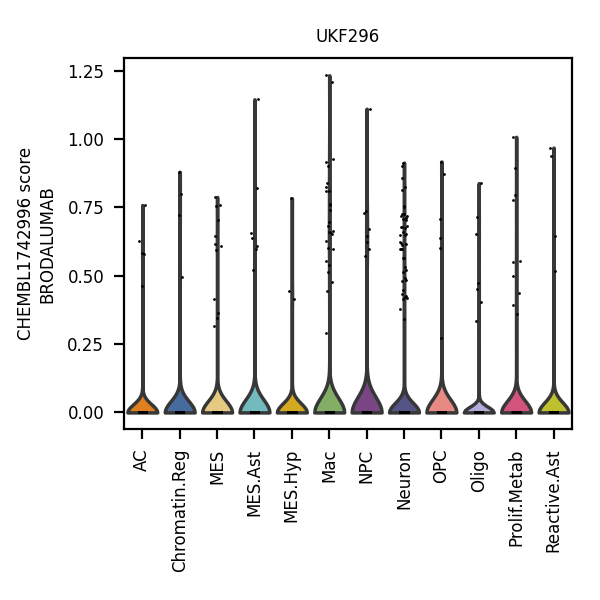 UKF296
CHEMBL1742996 score
BRODALUMAB
1.25
1.00
0.75
0.50
0.25
0.00
AC
Chromatin.Reg
MES
MES.Ast
MES.Hyp
Mac
NPC
Neuron
OPC
Oligo
Prolif.Metab
Reactive.Ast